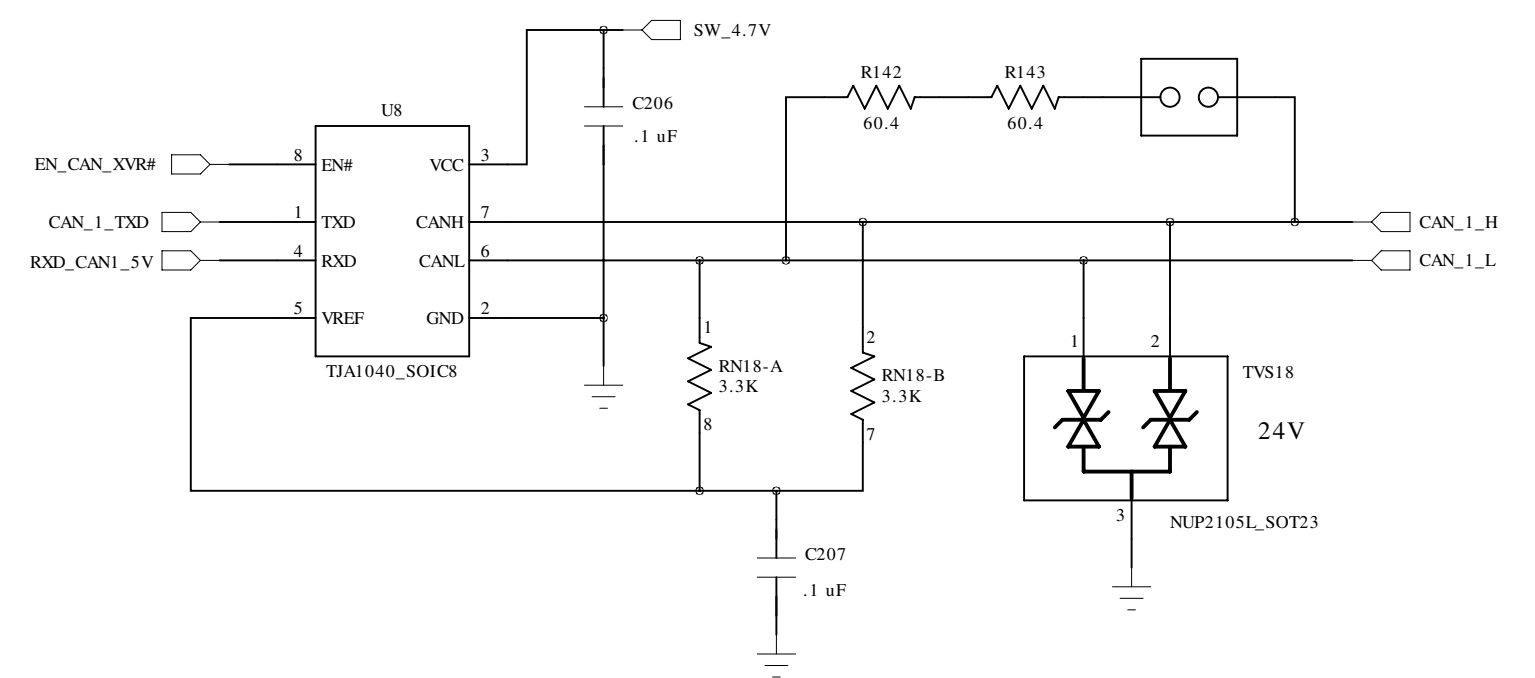 SW_4.7V
R142
R143
60.4
60.4
C206
.1 uF
U8
EN_CAN_XVR#
8
EN#
VCC
3
CAN_1_TXD
1
TXD
CANH
7
CAN_1_H
RXD_CAN1_5V
4
RXD
CANL
6
CAN_1_L
5
VREF
GND
2
TJA1040_SOIC8
1
RN18-A
3.3K
8
2
RN18-B
3.3K
7
1
2
TVS18
24V
3
NUP2105L_SOT23
C207
.1 uF